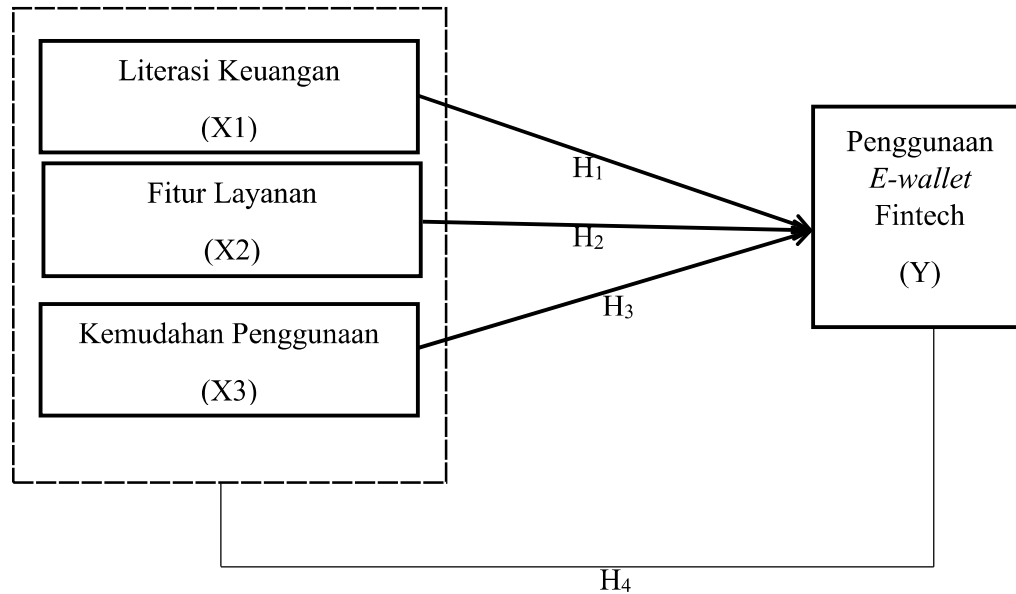 Literasi Keuangan
(X1)
Fitur Layanan
(X2)
Kemudahan Penggunaan
(X3)
H₁
H₂
H₃
Penggunaan
E-wallet
Fintech
(Y)
H₄